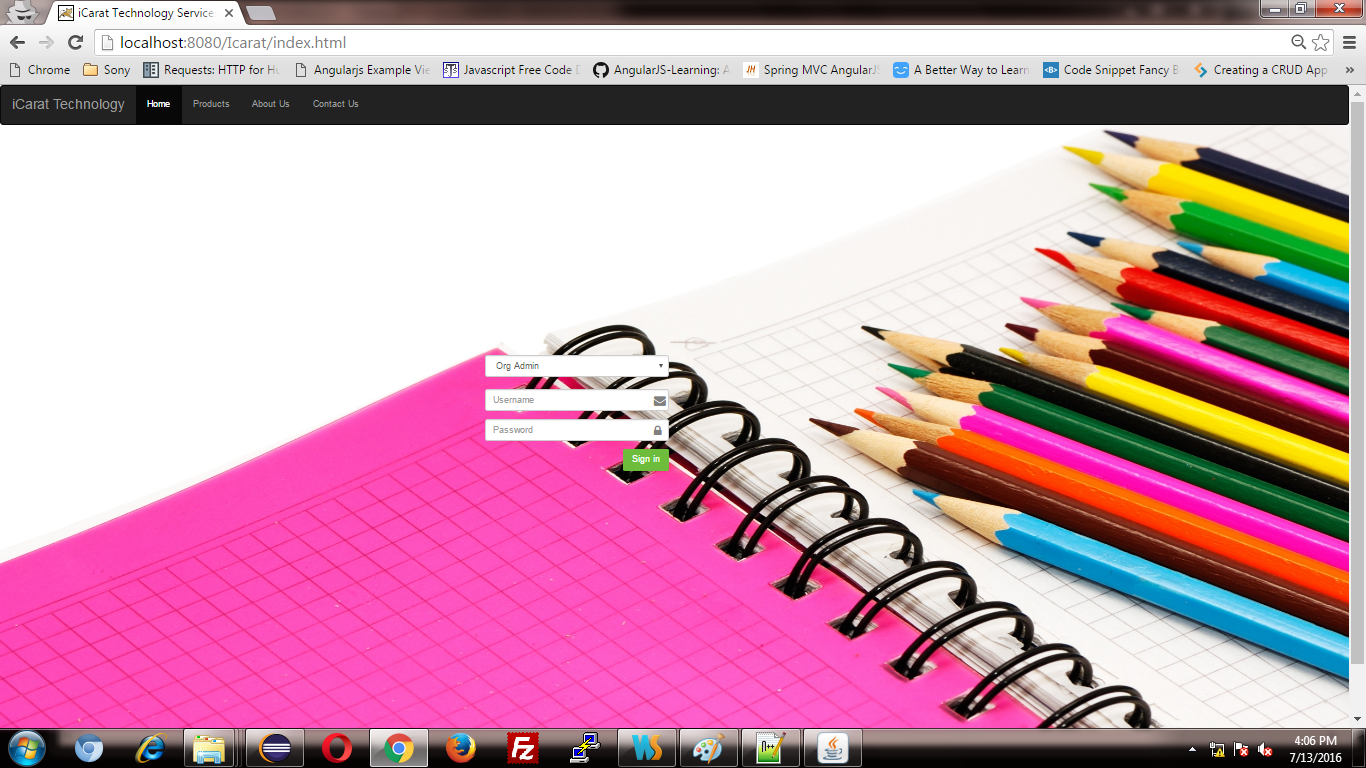 iCarat Technology Service
localhost:8080/Icarat/index.html
Chrome
Sony
Requests: HTTP for Hu
Angularjs Example Vie
Javascript Free Code D
AngularJS-Learning: A
Spring MVC AngularJS
A Better Way to Learn
Code Snippet Fancy B
Creating a CRUD App
»
iCarat Technology
Home
Products
About Us
Contact Us
Org Admin
Username
Password
Sign in
4:06 PM
7/13/2016